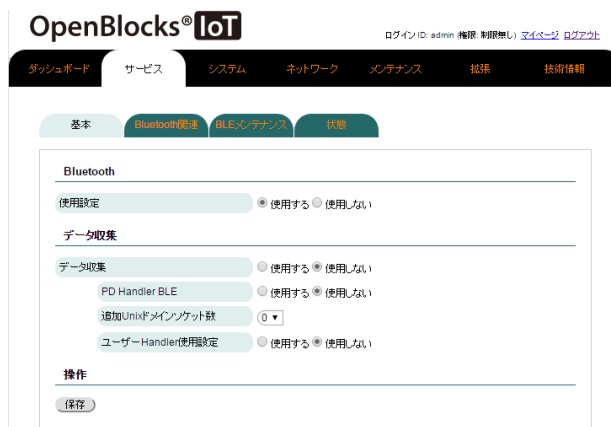 OpenBlocks® IoT
ログインID: admin (権限: 制限無し) マイページ ログアウト
ダッシュボード サービス システム ネットワーク メンテナンス 拡張 技術情報
基本 Bluetooth関連 BLEメンテナンス 状態
Bluetooth
使用設定 使用する 使用しない
データ収集
データ収集 使用する 使用しない
PD Handler BLE 使用する 使用しない
追加Unixドメインソケット数 0
ユーザーHandler使用設定 使用する 使用しない
操作
保存